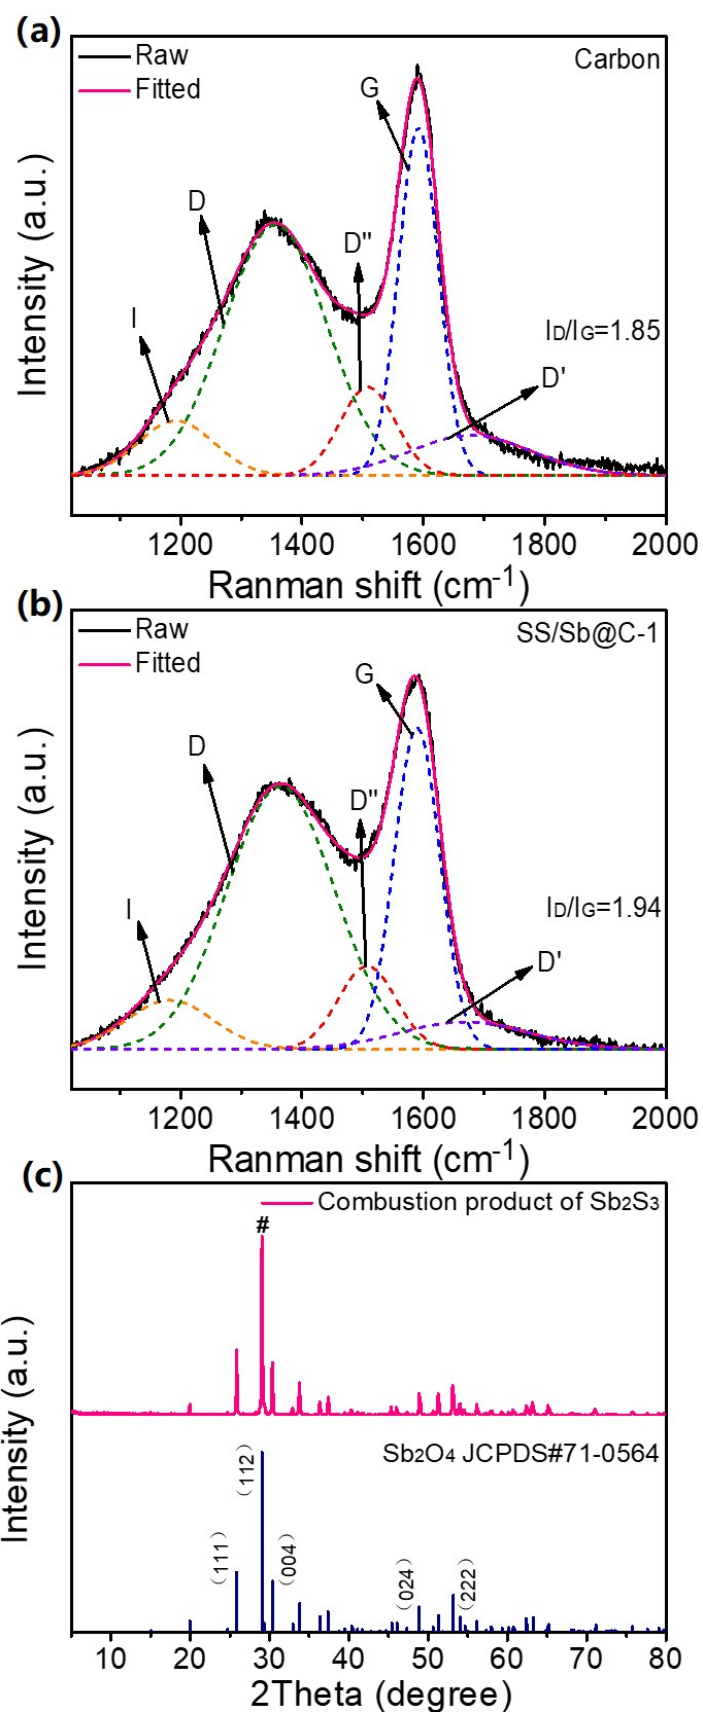 (a)
Raw
Fitted
Carbon
G
D
D"
I
ID/IG=1.85
D'
Intensity (a.u.)
1200 1400 1600 1800 2000
Ranman shift (cm-1)
(b)
Raw
Fitted
SS/Sb@C-1
G
D
D"
I
ID/IG=1.94
D'
Intensity (a.u.)
1200 1400 1600 1800 2000
Ranman shift (cm-1)
(c)
Combustion product of Sb2S3
#
Sb2O4 JCPDS#71-0564
(111)
(112)
(004)
(024)
(222)
Intensity (a.u.)
10 20 30 40 50 60 70 80
2Theta (degree)